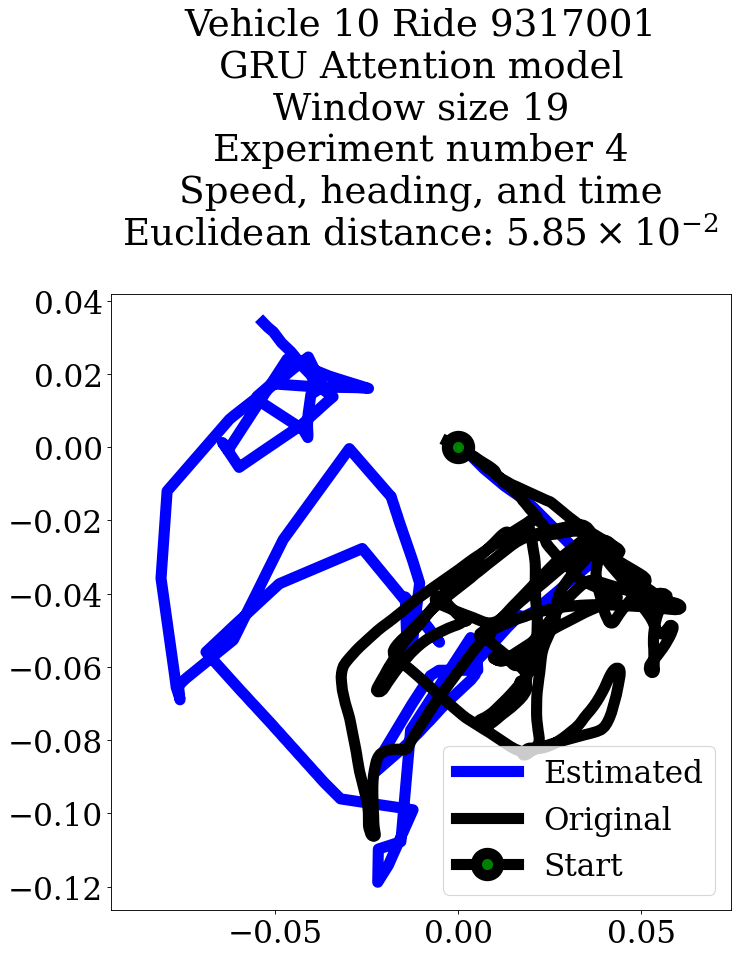 Vehicle 10 Ride 9317001
GRU Attention model
Window size 19
Experiment number 4
Speed, heading, and time
Euclidean distance: 5.85 × 10⁻²
0.04
0.02
0.00
−0.02
−0.04
−0.06
−0.08
−0.10
−0.12
Estimated
Original
Start
−0.05 0.00 0.05